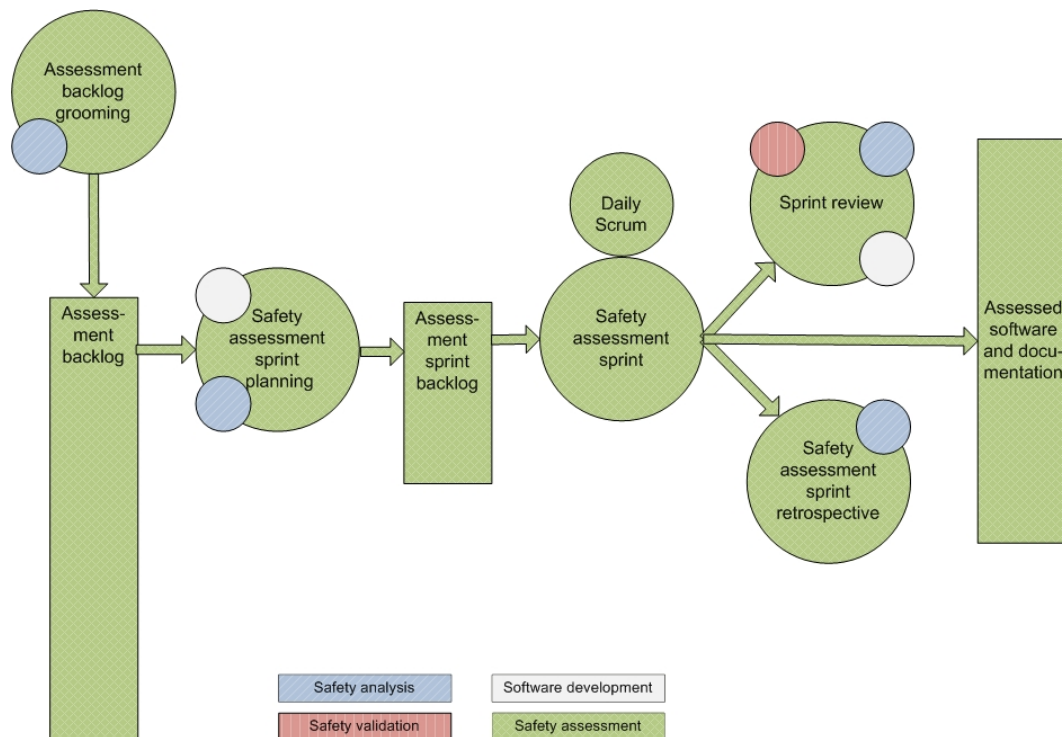 Assessment
backlog
grooming
Assess-
ment
backlog
Safety
assessment
sprint
planning
Assess-
ment
sprint
backlog
Daily
Scrum
Safety
assessment
sprint
Sprint review
Safety
assessment
sprint
retrospective
Assessed
software
and docu-
mentation
Safety analysis
Software development
Safety validation
Safety assessment